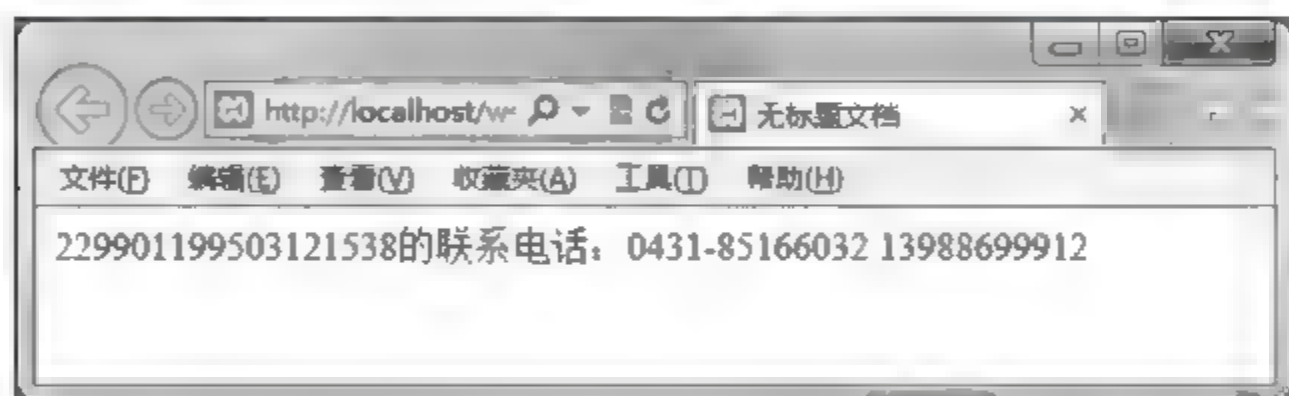 http://localhost/w 无标题文档 ×
文件(F) 编辑(E) 查看(V) 收藏夹(A) 工具(T) 帮助(H)
229901199503121538的联系电话：0431-85166032 13988699912